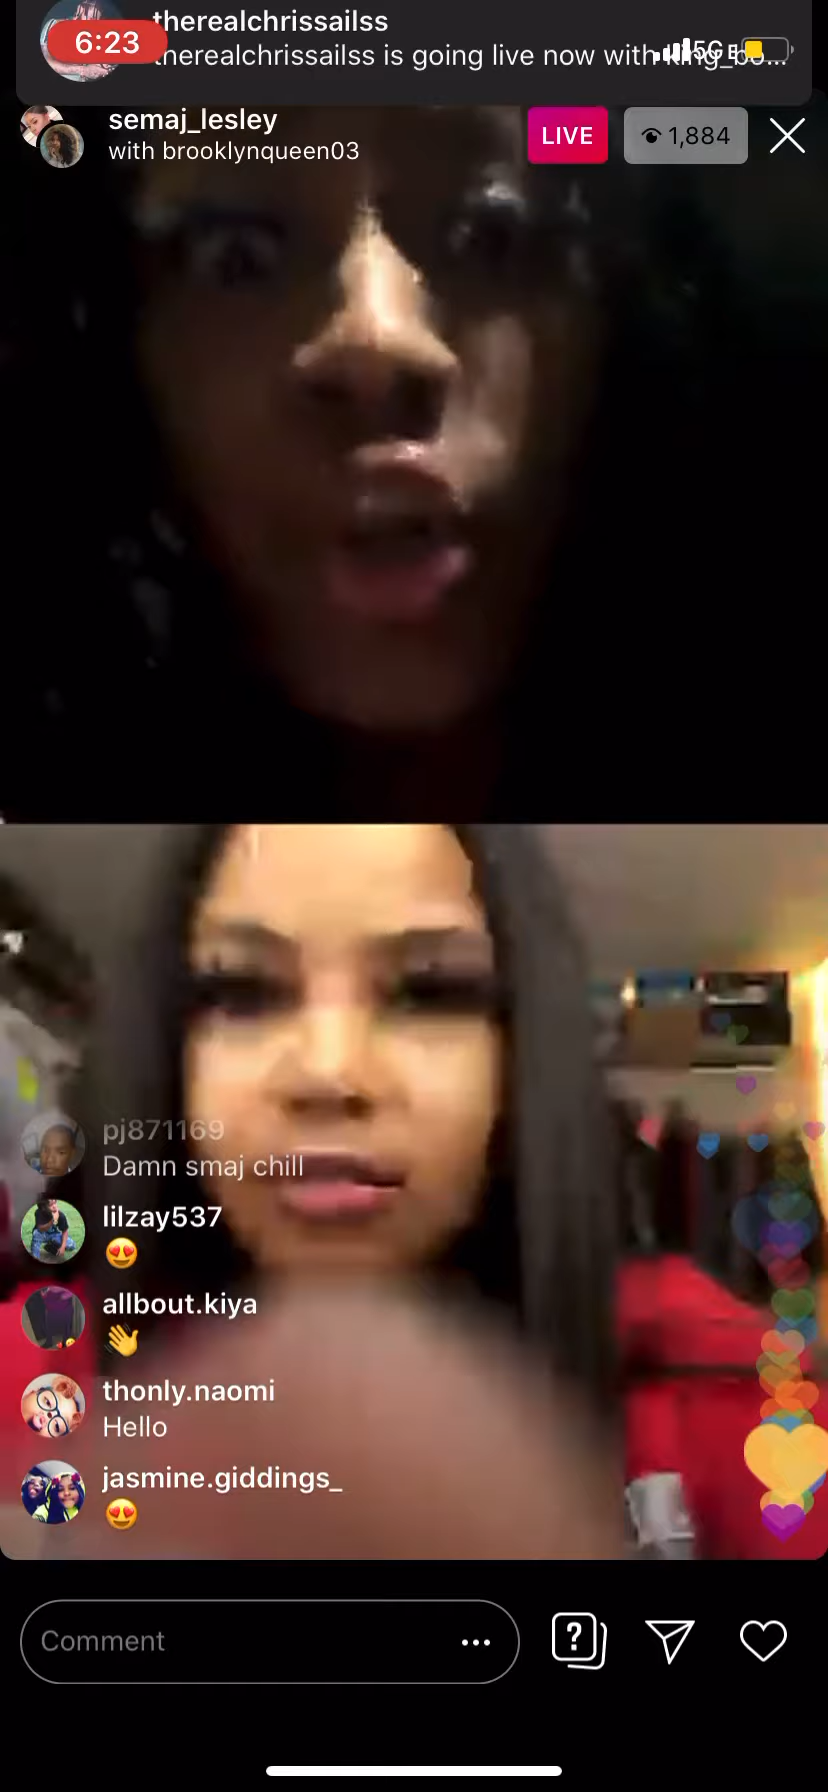 therealchrissailss
6:23
therealchrissailss is going live now with king_bo...
5G E
semaj_lesley
with brooklynqueen03
LIVE
1,884
pj871169
Damn smaj chill
lilzay537
😍
allbout.kiya
👋
thonly.naomi
Hello
jasmine.giddings_
😍
Comment